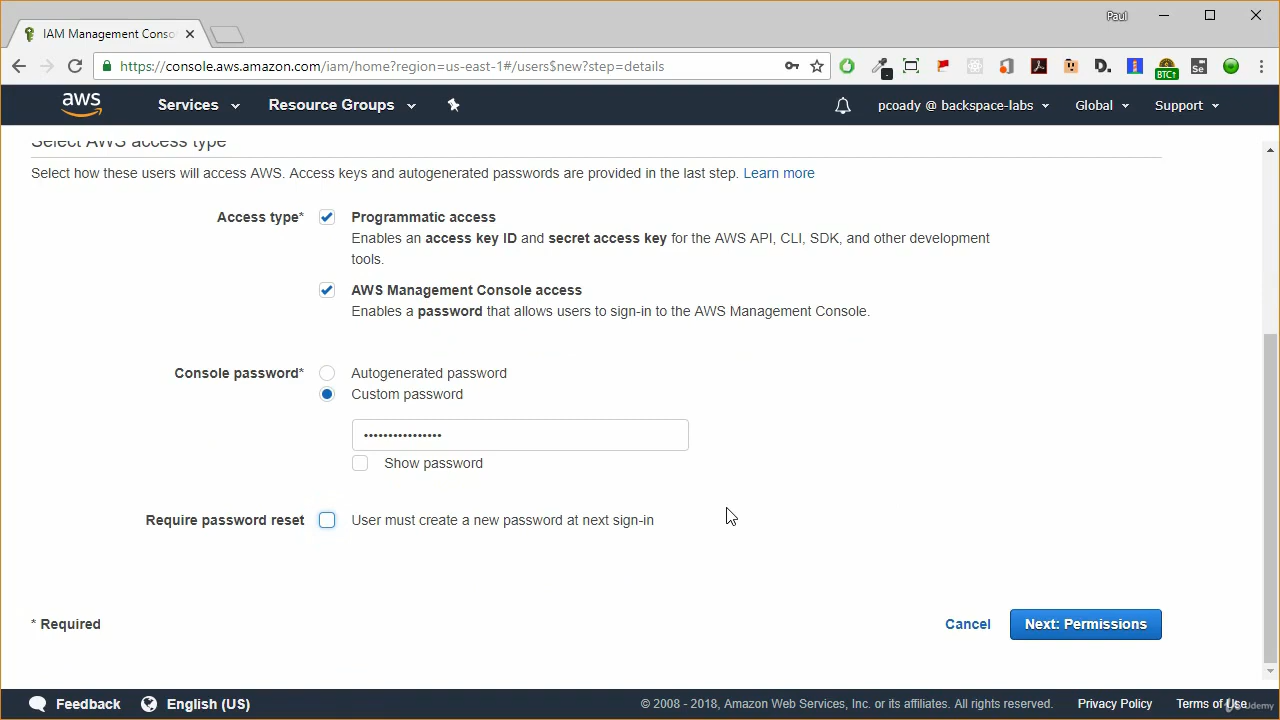 Paul
IAM Management Conso
https://console.aws.amazon.com/iam/home?region=us-east-1#/users$new?step=details
D.
BTC↑
Se
aws
Services
Resource Groups
pcoady @ backspace-labs
Global
Support
Select AWS access type
Select how these users will access AWS. Access keys and autogenerated passwords are provided in the last step. Learn more
Access type*
Programmatic access
Enables an access key ID and secret access key for the AWS API, CLI, SDK, and other development
tools.
AWS Management Console access
Enables a password that allows users to sign-in to the AWS Management Console.
Console password*
Autogenerated password
Custom password
••••••••••••••••
Show password
Require password reset
User must create a new password at next sign-in
* Required
Cancel
Next: Permissions
Feedback
English (US)
© 2008 - 2018, Amazon Web Services, Inc. or its affiliates. All rights reserved.
Privacy Policy
Terms of Use
Udemy